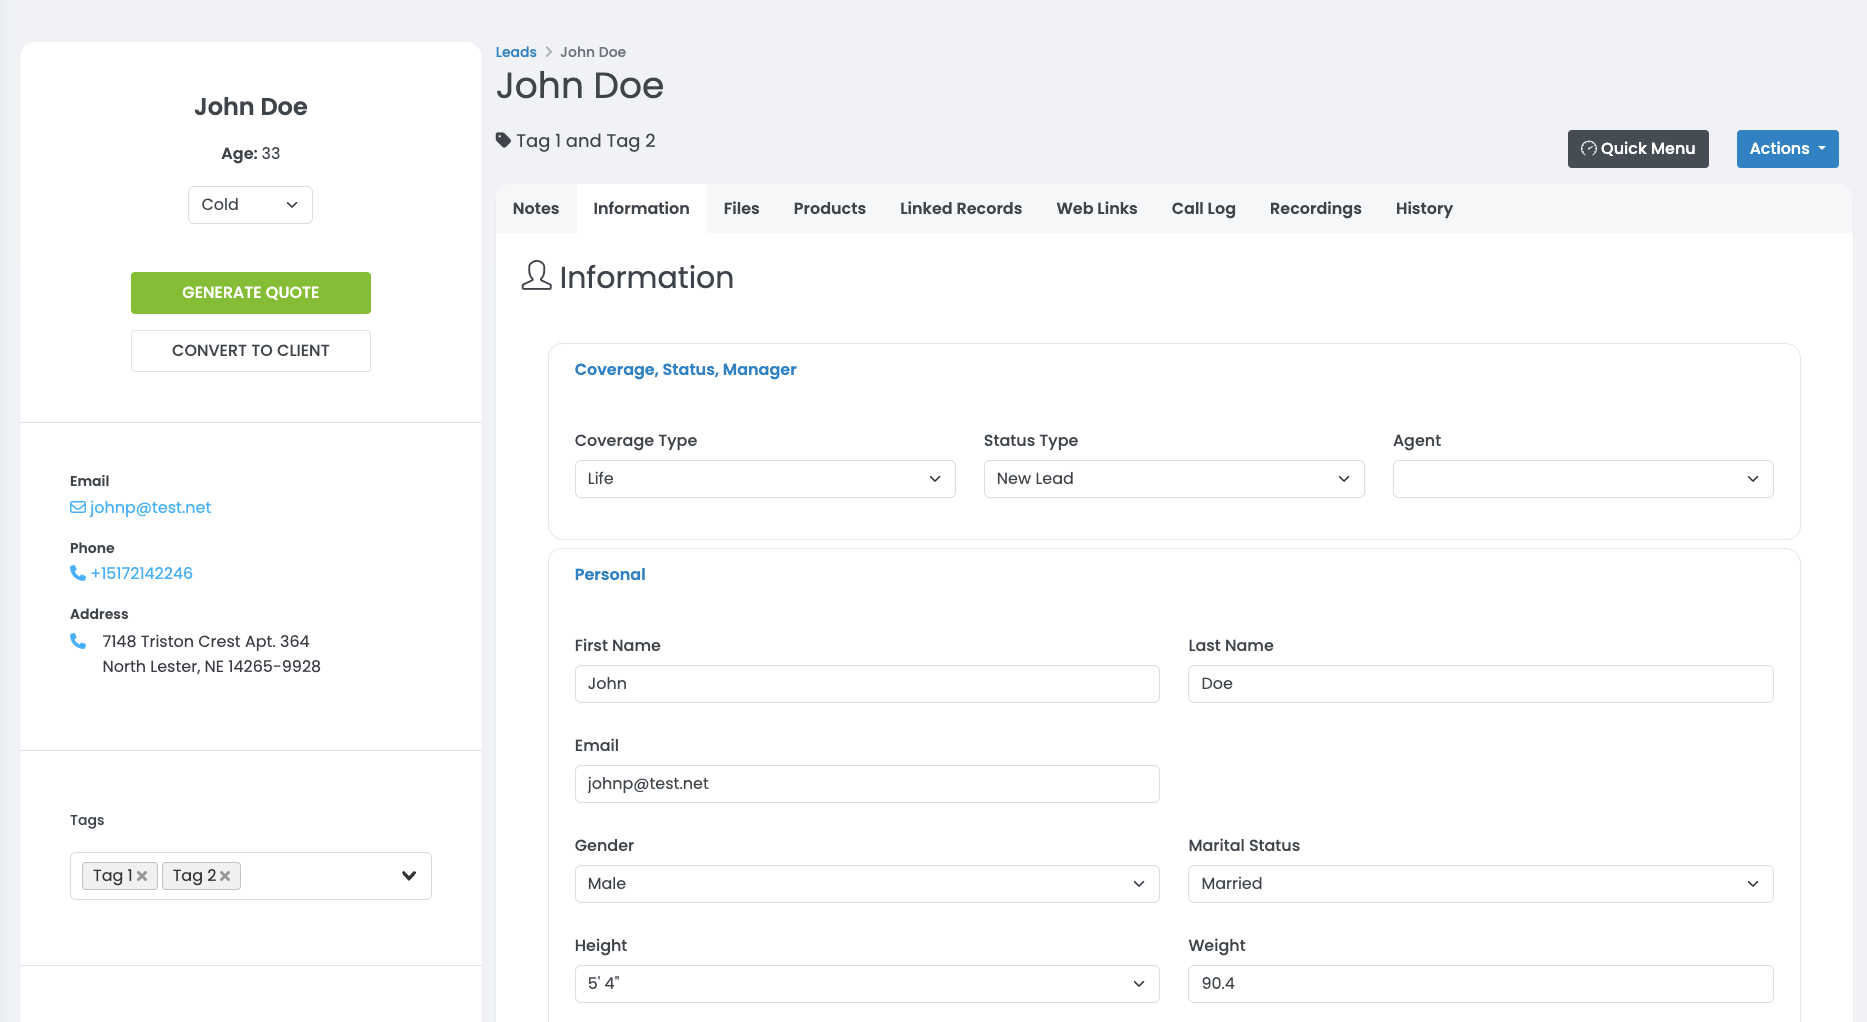 John Doe
Age: 33
Cold
GENERATE QUOTE
CONVERT TO CLIENT
Email
johnp@test.net
Phone
+15172142246
Address
7148 Triston Crest Apt. 364
North Lester, NE 14265-9928
Tags
Tag 1 Tag 2
Leads John Doe
John Doe
Tag 1 and Tag 2
Quick Menu Actions
Notes Information Files Products Linked Records Web Links Call Log Recordings History
Information
Coverage, Status, Manager
Coverage Type Status Type Agent
Life New Lead
Personal
First Name Last Name
John Doe
Email
johnp@test.net
Gender Marital Status
Male Married
Height Weight
5' 4" 90.4